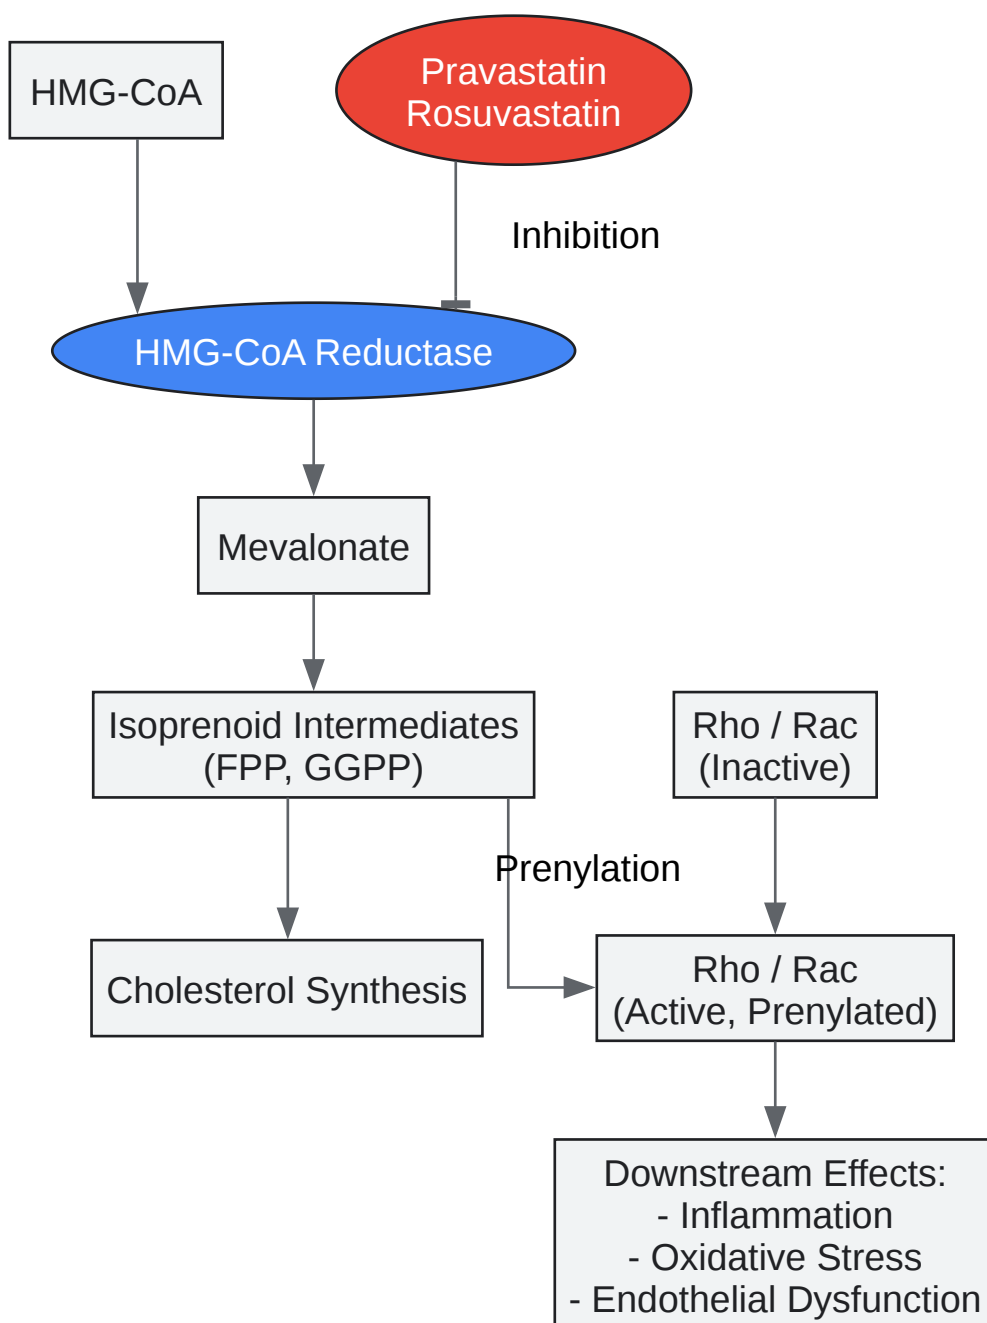 HMG-CoA
Pravastatin
Rosuvastatin
Inhibition
HMG-CoA Reductase
Mevalonate
Isoprenoid Intermediates
(FPP, GGPP)
Rho / Rac
(Inactive)
Prenylation
Cholesterol Synthesis
Rho / Rac
(Active, Prenylated)
Downstream Effects:
- Inflammation
- Oxidative Stress
- Endothelial Dysfunction